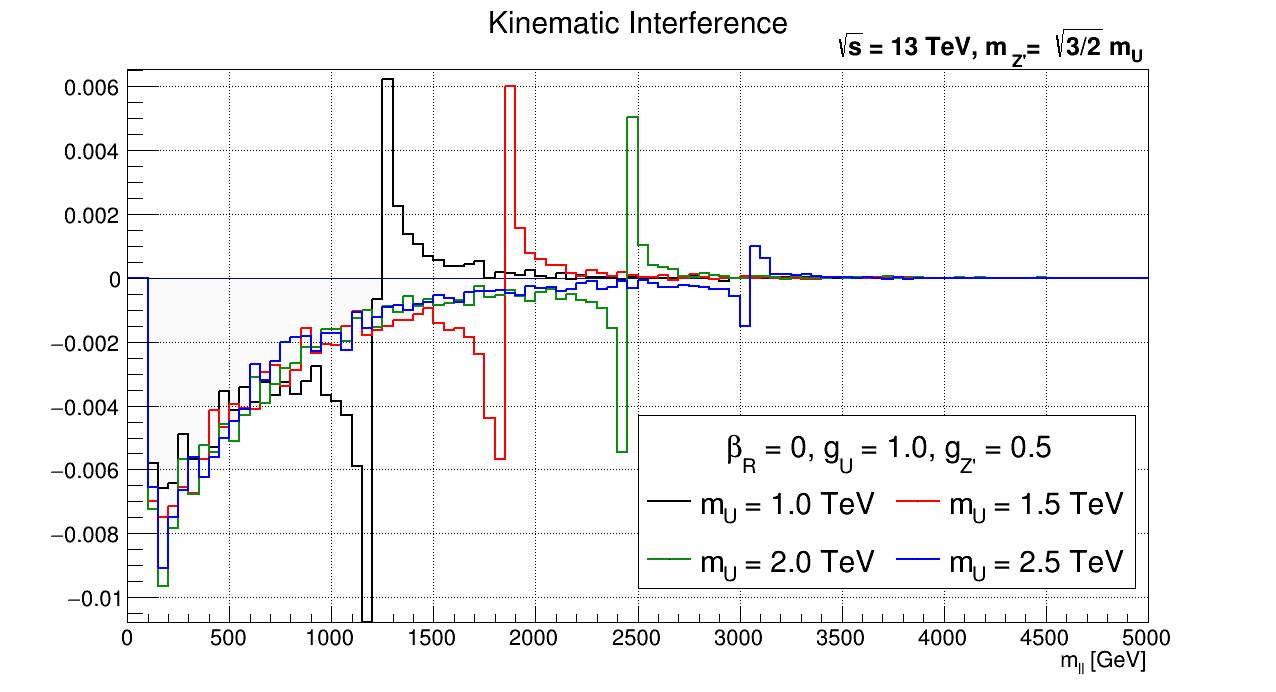 Kinematic Interference
√s = 13 TeV, m_Z'= √3/2 m_U
0.006
0.004
0.002
0
−0.002
−0.004
−0.006
−0.008
−0.01
β_R = 0, g_U = 1.0, g_Z' = 0.5
m_U = 1.0 TeV
m_U = 1.5 TeV
m_U = 2.0 TeV
m_U = 2.5 TeV
0 500 1000 1500 2000 2500 3000 3500 4000 4500 5000
m_ll [GeV]